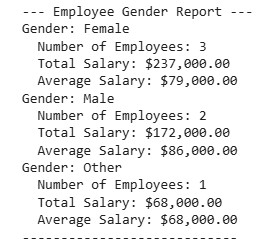 --- Employee Gender Report ---
Gender: Female
  Number of Employees: 3
  Total Salary: $237,000.00
  Average Salary: $79,000.00
Gender: Male
  Number of Employees: 2
  Total Salary: $172,000.00
  Average Salary: $86,000.00
Gender: Other
  Number of Employees: 1
  Total Salary: $68,000.00
  Average Salary: $68,000.00
----------------------------